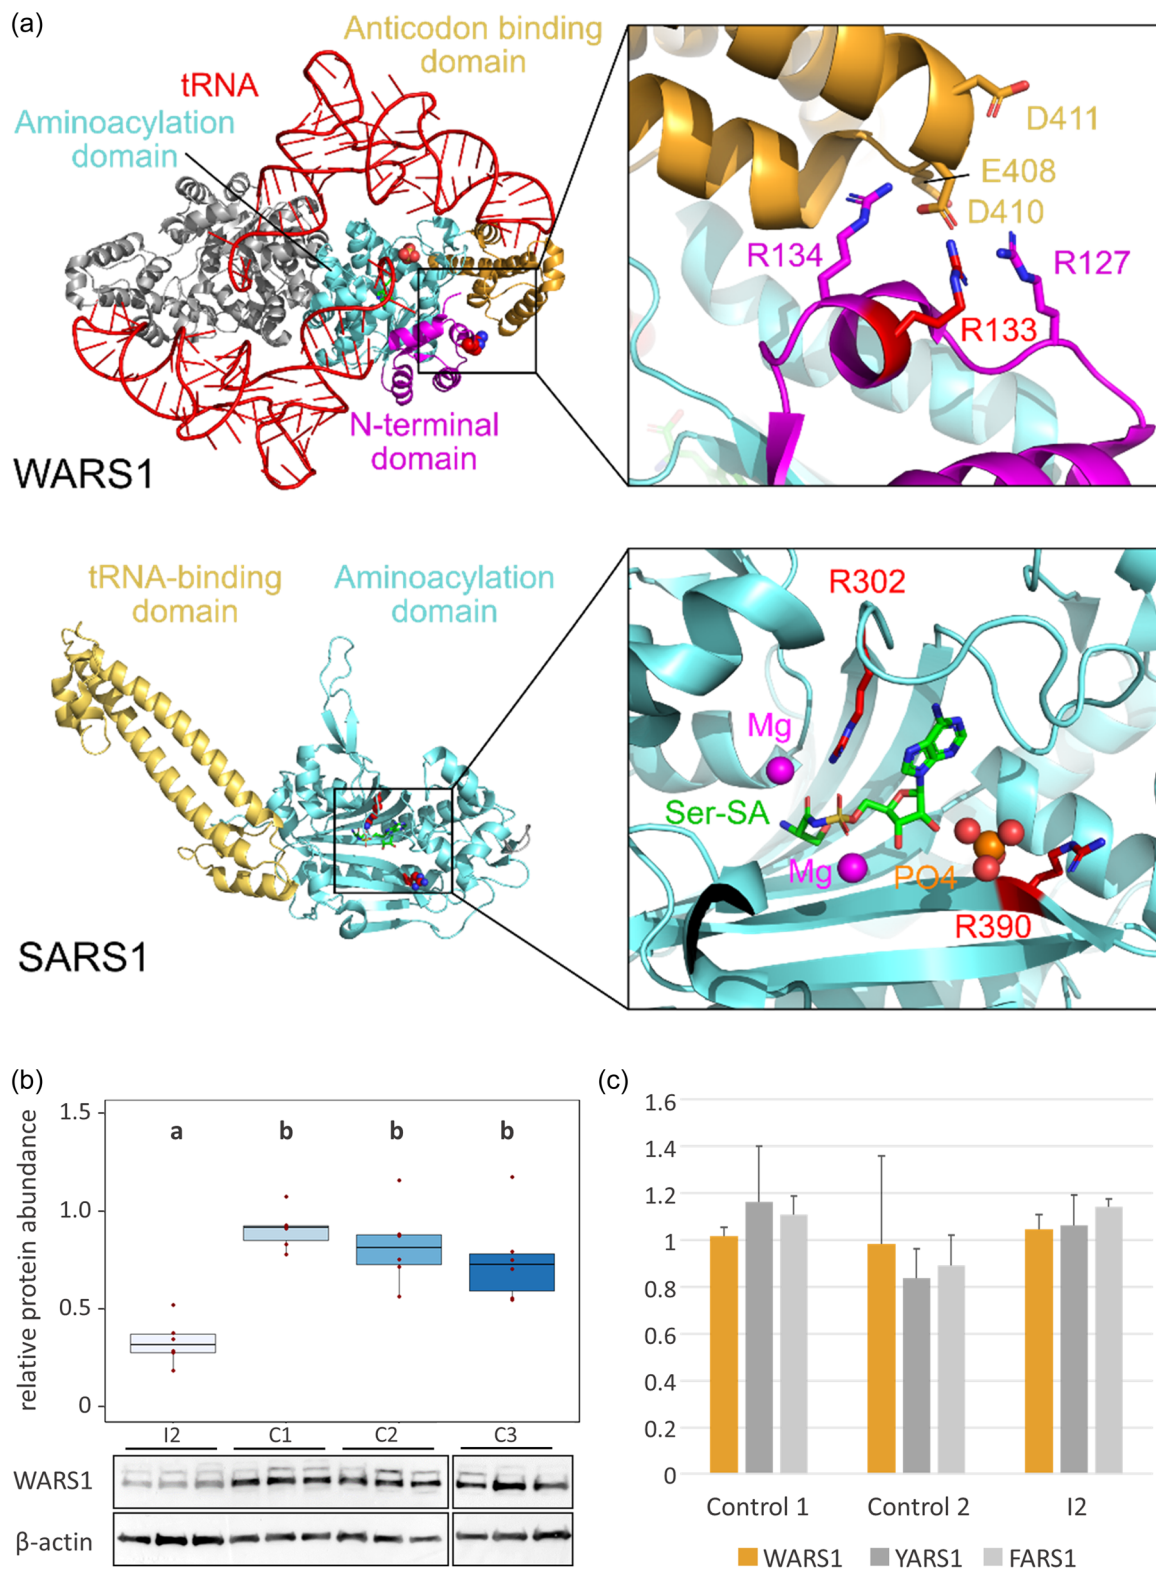 (a)
Anticodon binding
domain
tRNA
Aminoacylation
domain
N-terminal
domain
WARS1
D411
E408
D410
R134
R127
R133
tRNA-binding
domain
Aminoacylation
domain
SARS1
R302
Mg
Ser-SA
Mg
PO4
R390
(b)
relative protein abundance
1.5
1.0
0.5
0
a b b b
I2 C1 C2 C3
WARS1
β-actin
(c)
1.6
1.4
1.2
1
0.8
0.6
0.4
0.2
0
Control 1 Control 2 I2
WARS1 YARS1 FARS1